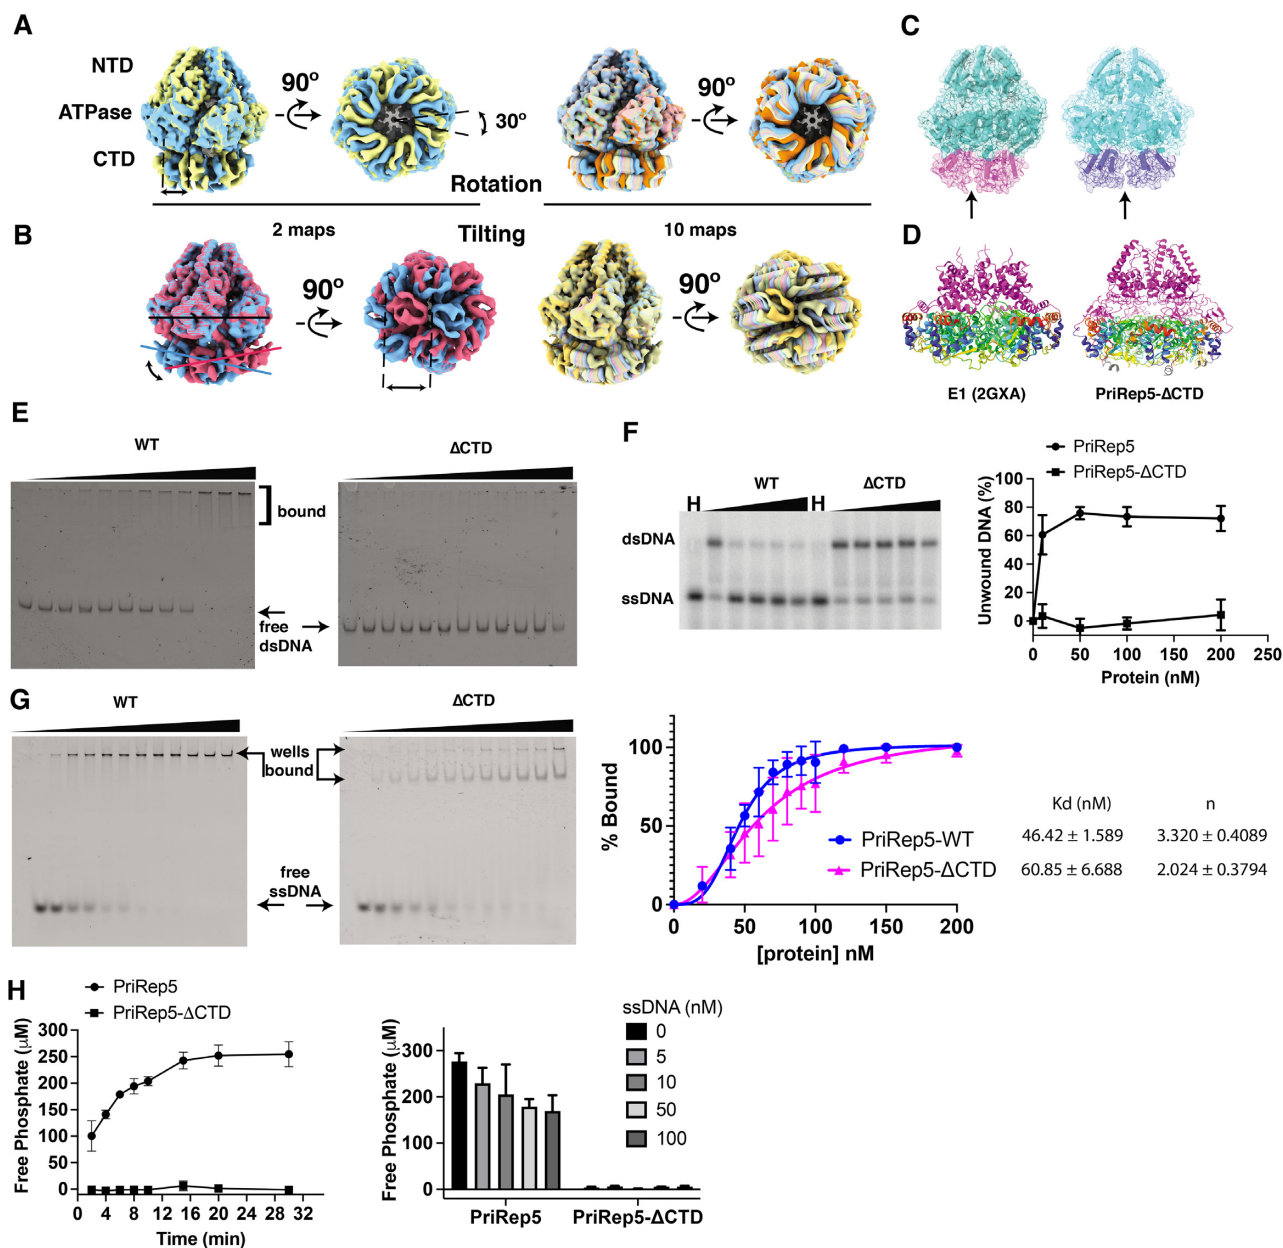 A
NTD
ATPase
CTD
90º
30º
90º
Rotation
C
B
2 maps
Tilting
10 maps
90º
90º
D
E1 (2GXA)
PriRep5-ΔCTD
E
WT
ΔCTD
bound
free
dsDNA
F
H
WT
H
ΔCTD
dsDNA
ssDNA
PriRep5
PriRep5-ΔCTD
Unwound DNA (%)
100
80
60
40
20
0
0
50
100
150
200
250
Protein (nM)
G
WT
ΔCTD
wells
bound
free
ssDNA
% Bound
100
50
0
0
50
100
150
200
[protein] nM
PriRep5-WT
PriRep5-ΔCTD
Kd (nM)
n
46.42 ± 1.589
3.320 ± 0.4089
60.85 ± 6.688
2.024 ± 0.3794
H
PriRep5
PriRep5-ΔCTD
Free Phosphate (μM)
300
250
200
150
100
50
0
0
4
8
12
16
20
24
28
32
Time (min)
Free Phosphate (μM)
300
200
100
0
PriRep5
PriRep5-ΔCTD
ssDNA (nM)
0
5
10
50
100